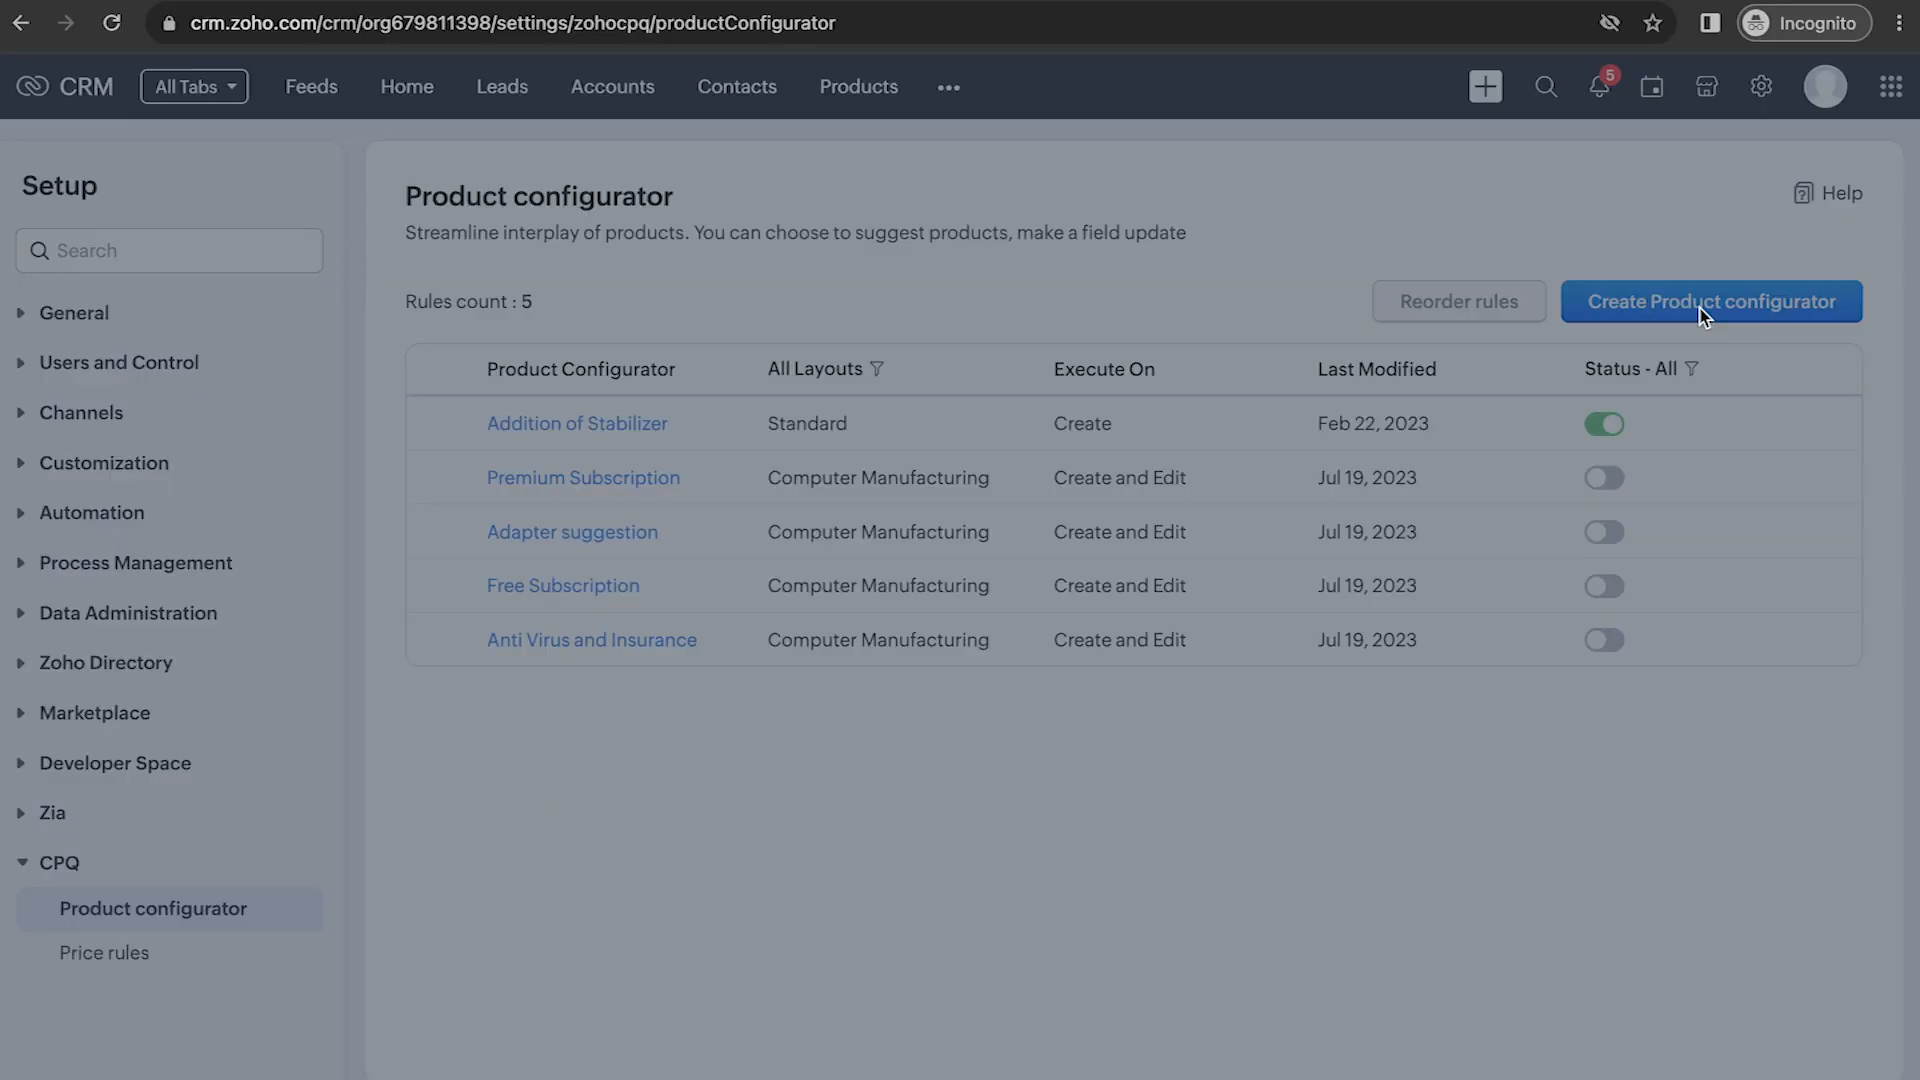 crm.zoho.com/crm/org679811398/settings/zohocpq/productConfigurator
Incognito
CRM
All Tabs
Feeds
Home
Leads
Accounts
Contacts
Products
5
Setup
Search
General
Users and Control
Channels
Customization
Automation
Process Management
Data Administration
Zoho Directory
Marketplace
Developer Space
Zia
CPQ
Product configurator
Price rules
Product configurator
Help
Streamline interplay of products. You can choose to suggest products, make a field update
Rules count : 5
Reorder rules
Create Product configurator
Product Configurator All Layouts Execute On Last Modified Status - All
Addition of Stabilizer Standard Create Feb 22, 2023
Premium Subscription Computer Manufacturing Create and Edit Jul 19, 2023
Adapter suggestion Computer Manufacturing Create and Edit Jul 19, 2023
Free Subscription Computer Manufacturing Create and Edit Jul 19, 2023
Anti Virus and Insurance Computer Manufacturing Create and Edit Jul 19, 2023